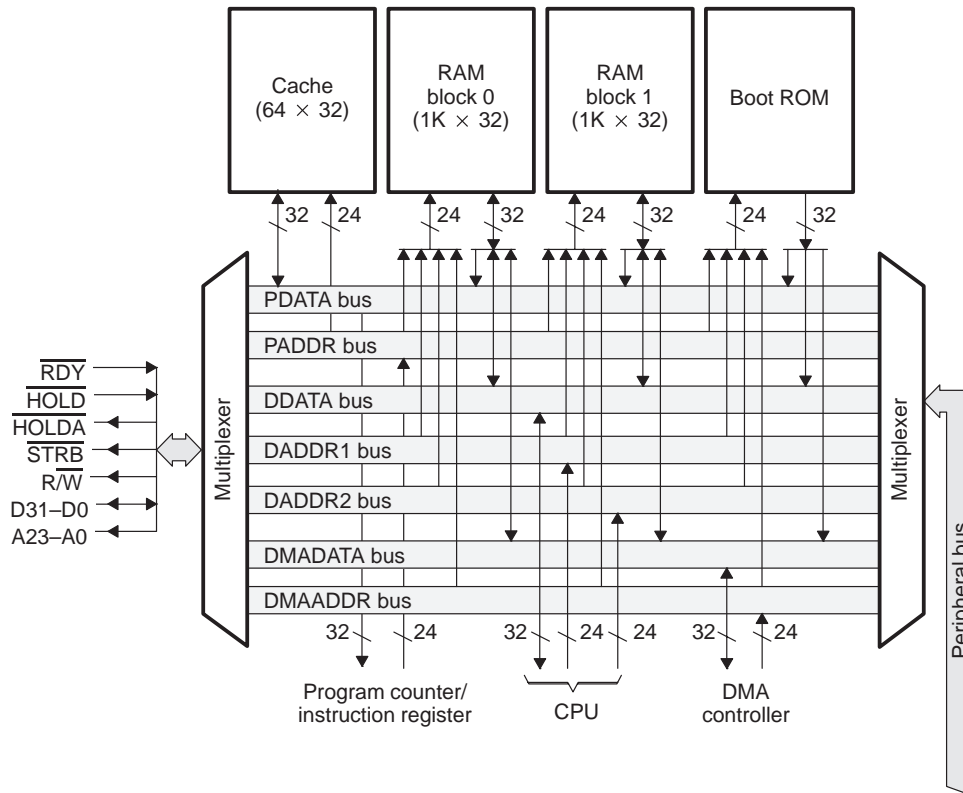 Cache
(64 × 32)
RAM
block 0
(1K × 32)
RAM
block 1
(1K × 32)
Boot ROM
32
24
24
32
24
32
24
32
PDATA bus
PADDR bus
DDATA bus
DADDR1 bus
DADDR2 bus
DMADATA bus
DMAADDR bus
Multiplexer
Multiplexer
RDY
HOLD
HOLDA
STRB
R/W
D31–D0
A23–A0
Peripheral bus
32
24
32
24
24
32
24
Program counter/
instruction register
CPU
DMA
controller